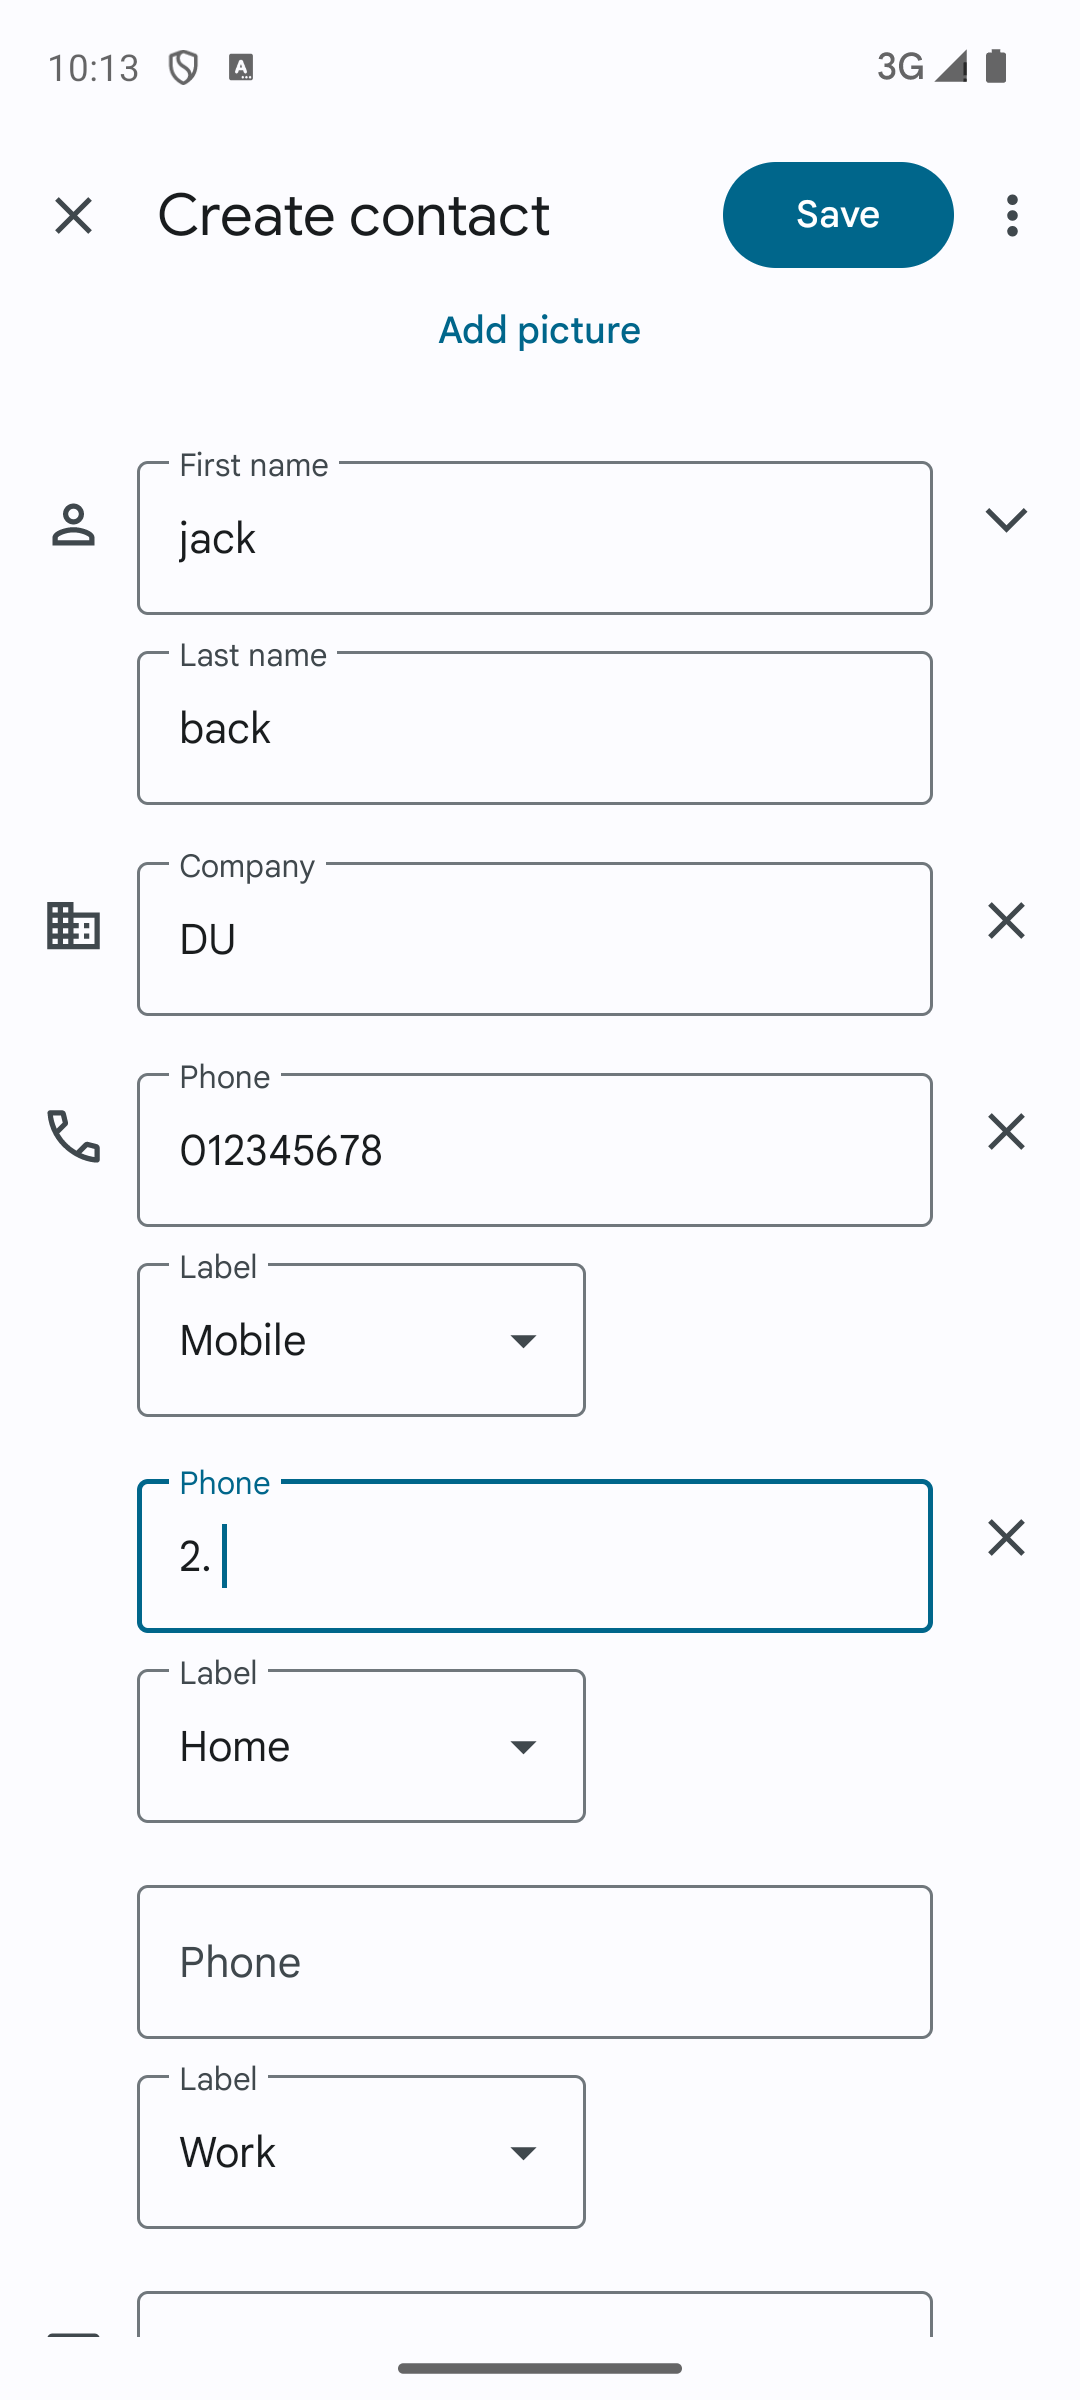 10:13
3G
Create contact
Save
Add picture
First name
jack
Last name
back
Company
DU
Phone
012345678
Label
Mobile
Phone
2.
Label
Home
Phone
Label
Work